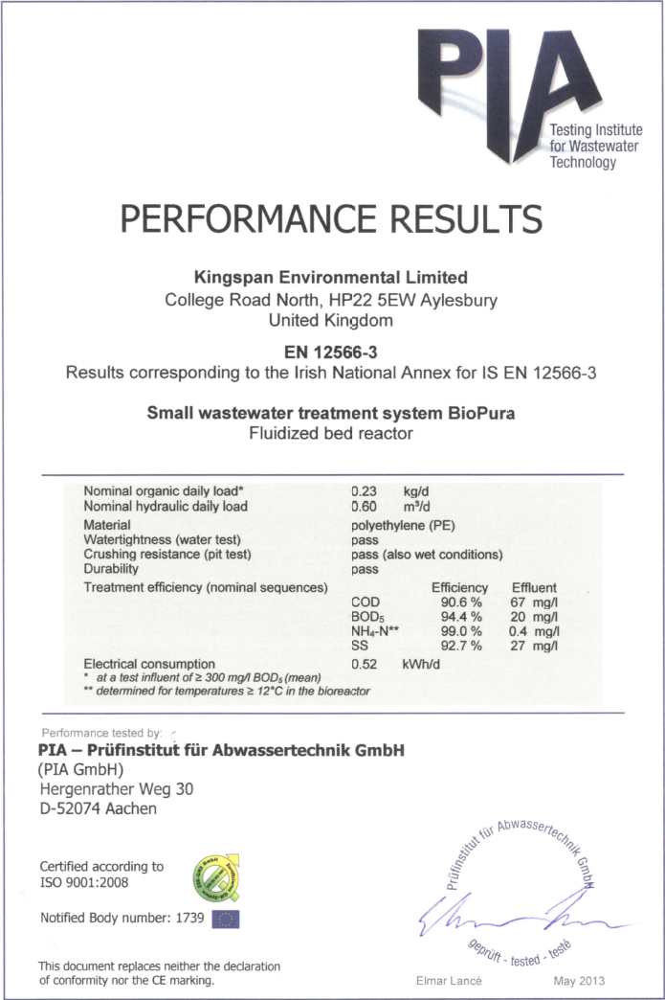 PIA
Testing Institute
for Wastewater
Technology
PERFORMANCE RESULTS
Kingspan Environmental Limited
College Road North, HP22 5EW Aylesbury
United Kingdom
EN 12566-3
Results corresponding to the Irish National Annex for IS EN 12566-3
Small wastewater treatment system BioPura
Fluidized bed reactor
Nominal organic daily load* 0.23 kg/d
Nominal hydraulic daily load 0.60 m³/d
Material polyethylene (PE)
Watertightness (water test) pass
Crushing resistance (pit test) pass (also wet conditions)
Durability pass
Treatment efficiency (nominal sequences) Efficiency Effluent
COD 90.6 % 67 mg/l
BOD₅ 94.4 % 20 mg/l
NH₄-N** 99.0 % 0.4 mg/l
SS 92.7 % 27 mg/l
Electrical consumption 0.52 kWh/d
* at a test influent of ≥ 300 mg/l BOD₅ (mean)
** determined for temperatures ≥ 12°C in the bioreactor
Performance tested by:
PIA – Prüfinstitut für Abwassertechnik GmbH
(PIA GmbH)
Hergenrather Weg 30
D-52074 Aachen
Certified according to
ISO 9001:2008
Notified Body number: 1739
Prüfinstitut für Abwassertechnik GmbH
geprüft - tested - testé
This document replaces neither the declaration
of conformity nor the CE marking.
Elmar Lancé May 2013